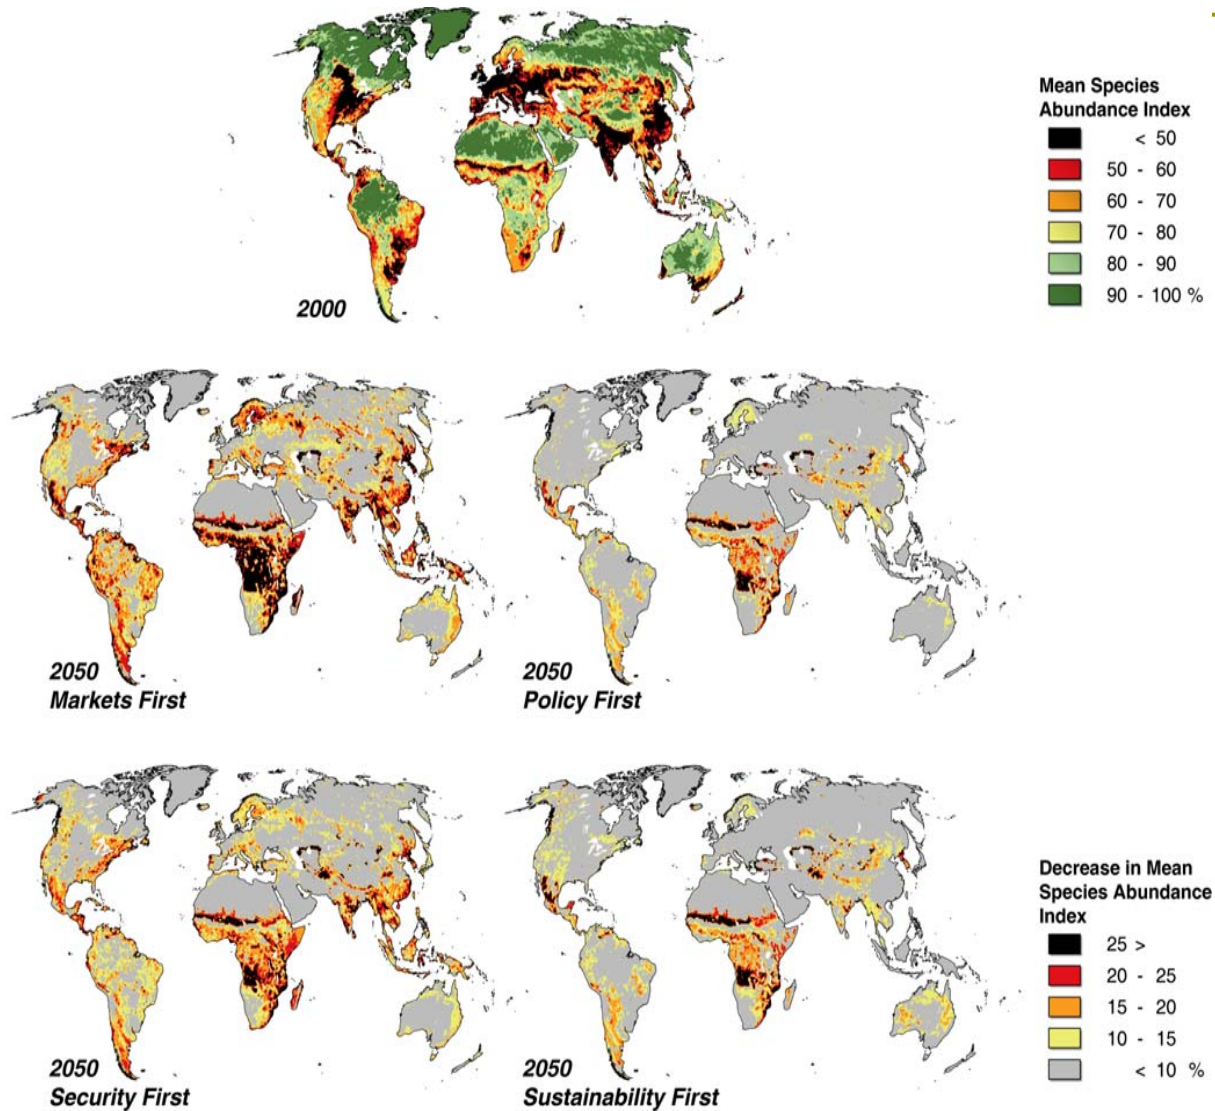 Mean Species
Abundance Index
< 50
50 - 60
60 - 70
70 - 80
80 - 90
90 - 100 %
2000
2050
Markets First
2050
Policy First
2050
Security First
2050
Sustainability First
Decrease in Mean
Species Abundance
Index
25 >
20 - 25
15 - 20
10 - 15
< 10 %